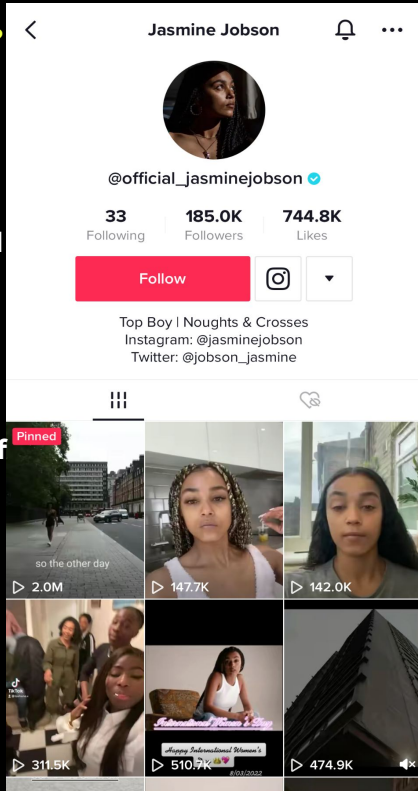 Jasmine Jobson
@official_jasminejobson
33 185.0K 744.8K
Following Followers Likes
Follow
Top Boy | Noughts & Crosses
Instagram: @jasminejobson
Twitter: @jobson_jasmine
Pinned
so the other day
2.0M 147.7K 142.0K
TikTok
International Women's Day
Happy International Women's
311.5K 510.7K 474.9K
8/03/2022